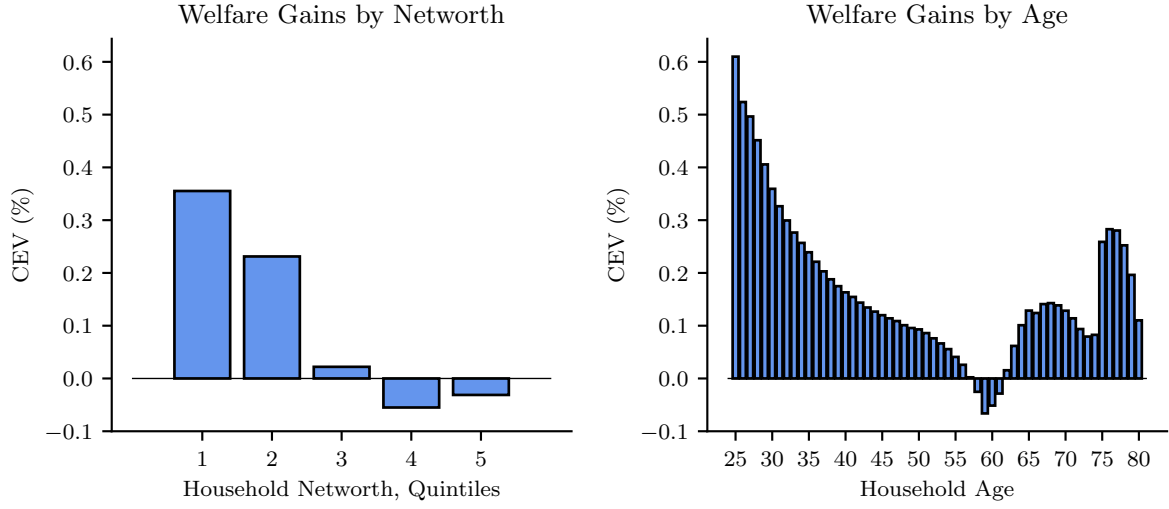 Welfare Gains by Networth
0.6
0.5
0.4
0.3
0.2
0.1
0.0
−0.1
CEV (%)
1 2 3 4 5
Household Networth, Quintiles
Welfare Gains by Age
0.6
0.5
0.4
0.3
0.2
0.1
0.0
−0.1
CEV (%)
25 30 35 40 45 50 55 60 65 70 75 80
Household Age